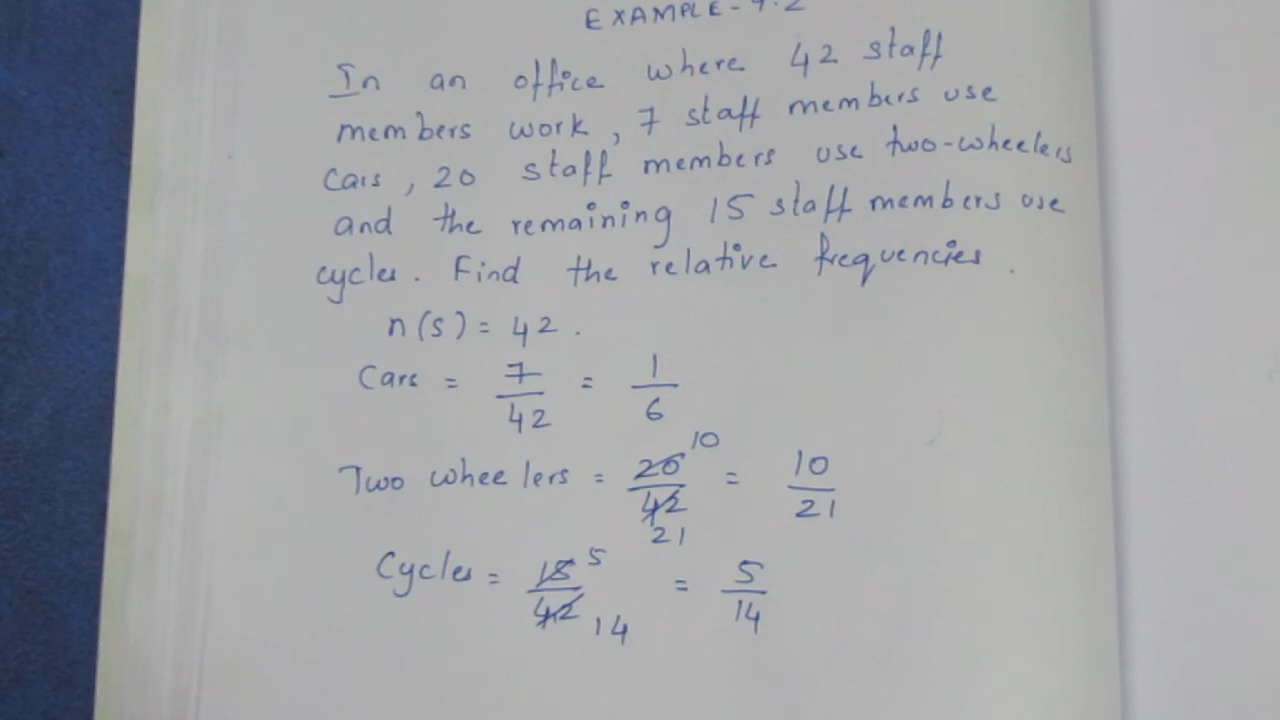 EXAMPLE-9.2
In an office where 42 staff
members work, 7 staff members use
cars, 20 staff members use two-wheelers
and the remaining 15 staff members use
cycles. Find the relative frequencies.
n(s) = 42.
Cars = 7/42 = 1/6
Two wheelers = 20/42 10 21 = 10/21
Cycles = 15/42 5 14 = 5/14